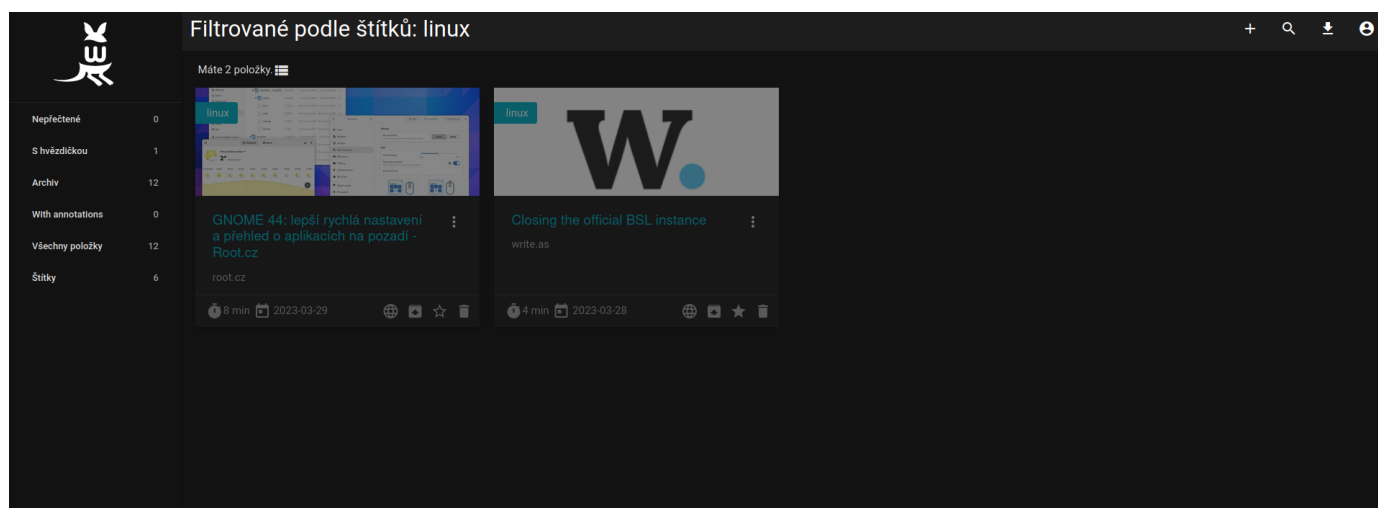 Filtrované podle štítků: linux
Máte 2 položky.
Nepřečtené 0
S hvězdičkou 1
Archiv 12
With annotations 0
Všechny položky 12
Štítky 6
linux
GNOME 44: lepší rychlá nastavení
a přehled o aplikacích na pozadí -
Root.cz
root.cz
8 min 2023-03-29
linux
W.
Closing the official BSL instance
write.as
4 min 2023-03-28